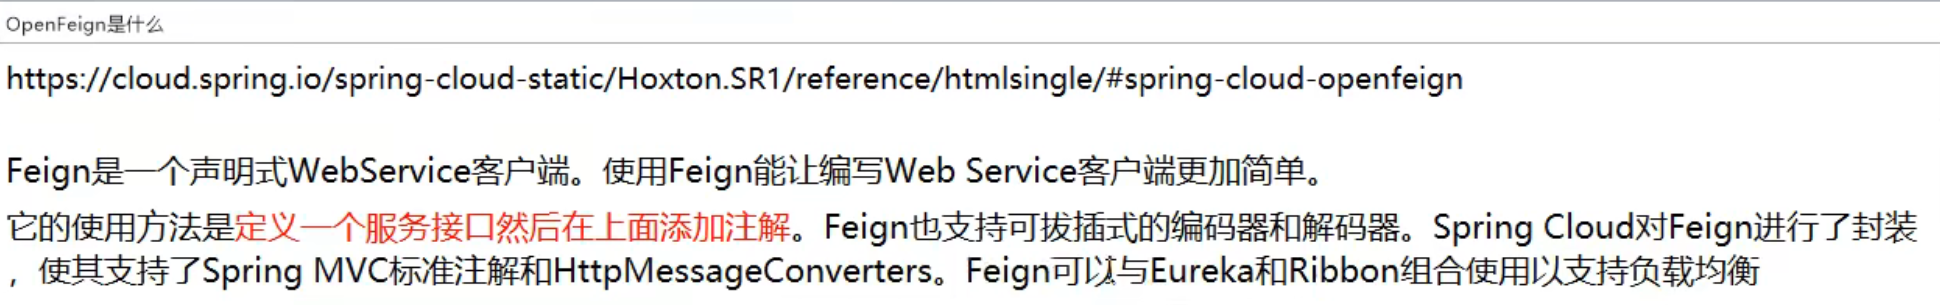 OpenFeign是什么
https://cloud.spring.io/spring-cloud-static/Hoxton.SR1/reference/htmlsingle/#spring-cloud-openfeign
Feign是一个声明式WebService客户端。使用Feign能让编写Web Service客户端更加简单。
它的使用方法是定义一个服务接口然后在上面添加注解。Feign也支持可拔插式的编码器和解码器。Spring Cloud对Feign进行了封装
，使其支持了Spring MVC标准注解和HttpMessageConverters。Feign可以与Eureka和Ribbon组合使用以支持负载均衡